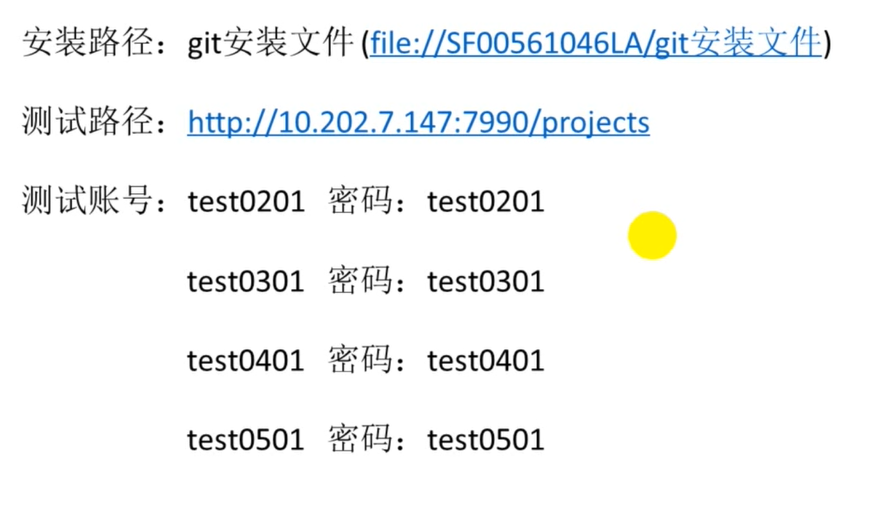 安装路径：git安装文件 (file://SF00561046LA/git安装文件)
测试路径：http://10.202.7.147:7990/projects
测试账号：test0201 密码：test0201
test0301 密码：test0301
test0401 密码：test0401
test0501 密码：test0501